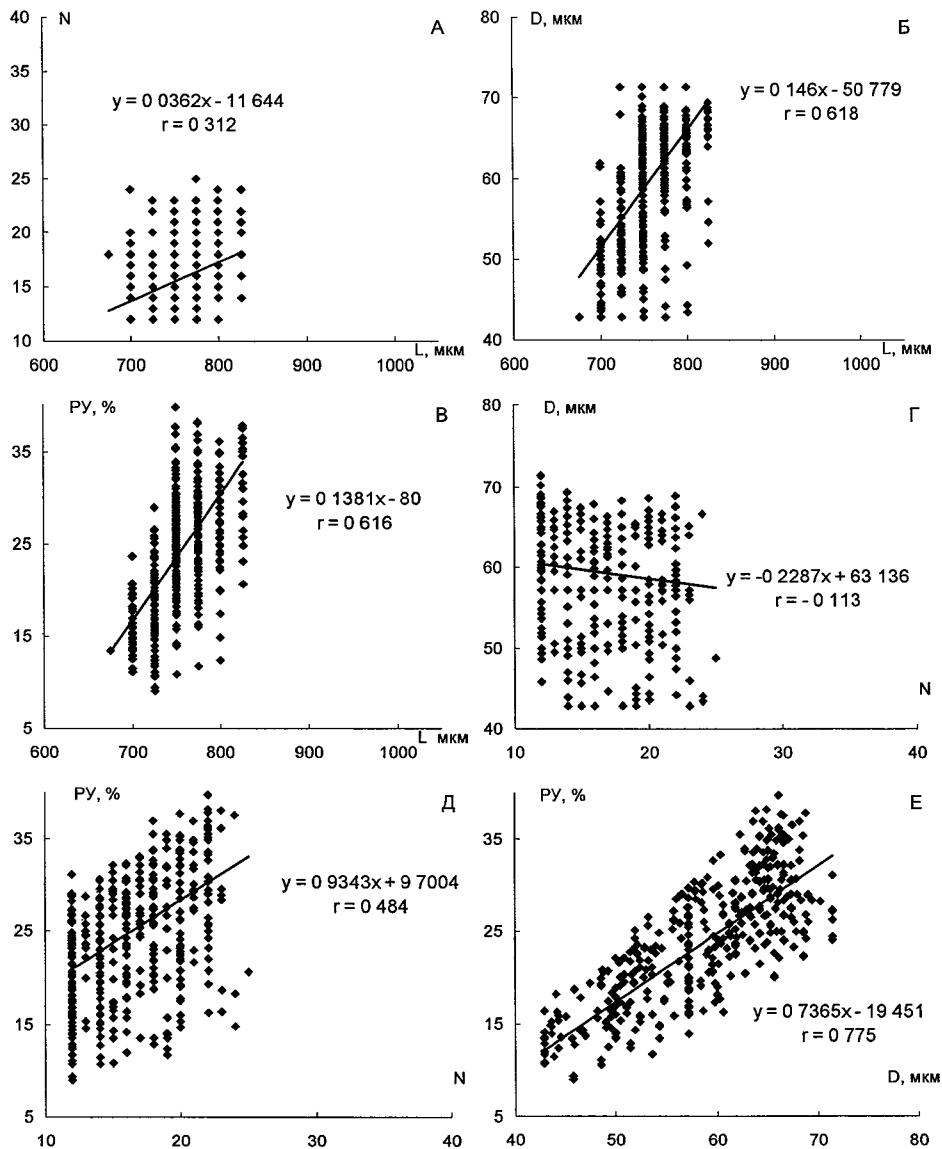 N
А
40
35
30
25
20
15
10
y = 0 0362x - 11 644
r = 0 312
600 700 800 900 1000
L, мкм
D, мкм
Б
80
70
60
50
40
y = 0 146x - 50 779
r = 0 618
600 700 800 900 1000
L, мкм
РУ, %
В
35
25
15
5
y = 0 1381x - 80
r = 0 616
600 700 800 900 1000
L мкм
D, мкм
Г
80
70
60
50
40
y = -0 2287x + 63 136
r = - 0 113
N
10 20 30 40
РУ, %
Д
35
25
15
5
y = 0 9343x + 9 7004
r = 0 484
N
10 20 30 40
РУ, %
Е
35
25
15
5
y = 0 7365x - 19 451
r = 0 775
D, мкм
40 50 60 70 80